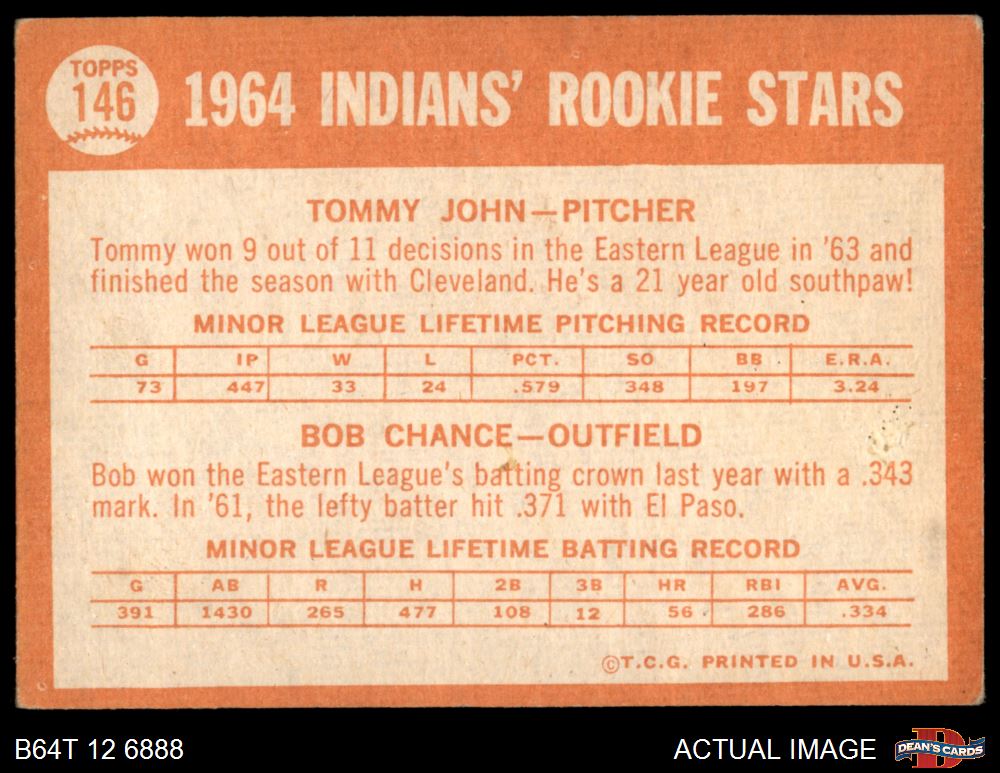 TOPPS
146
1964 INDIANS' ROOKIE STARS
TOMMY JOHN—PITCHER
Tommy won 9 out of 11 decisions in the Eastern League in '63 and
finished the season with Cleveland. He's a 21 year old southpaw!
MINOR LEAGUE LIFETIME PITCHING RECORD
G IP W L PCT. SO BB E.R.A.
73 447 33 24 .579 348 197 3.24
BOB CHANCE—OUTFIELD
Bob won the Eastern League's batting crown last year with a .343
mark. In '61, the lefty batter hit .371 with El Paso.
MINOR LEAGUE LIFETIME BATTING RECORD
G AB R H 2B 3B HR RBI AVG.
391 1430 265 477 108 12 56 286 .334
©T.C.G. PRINTED IN U.S.A.
B64T 12 6888
ACTUAL IMAGE
D
DEAN'S CARDS